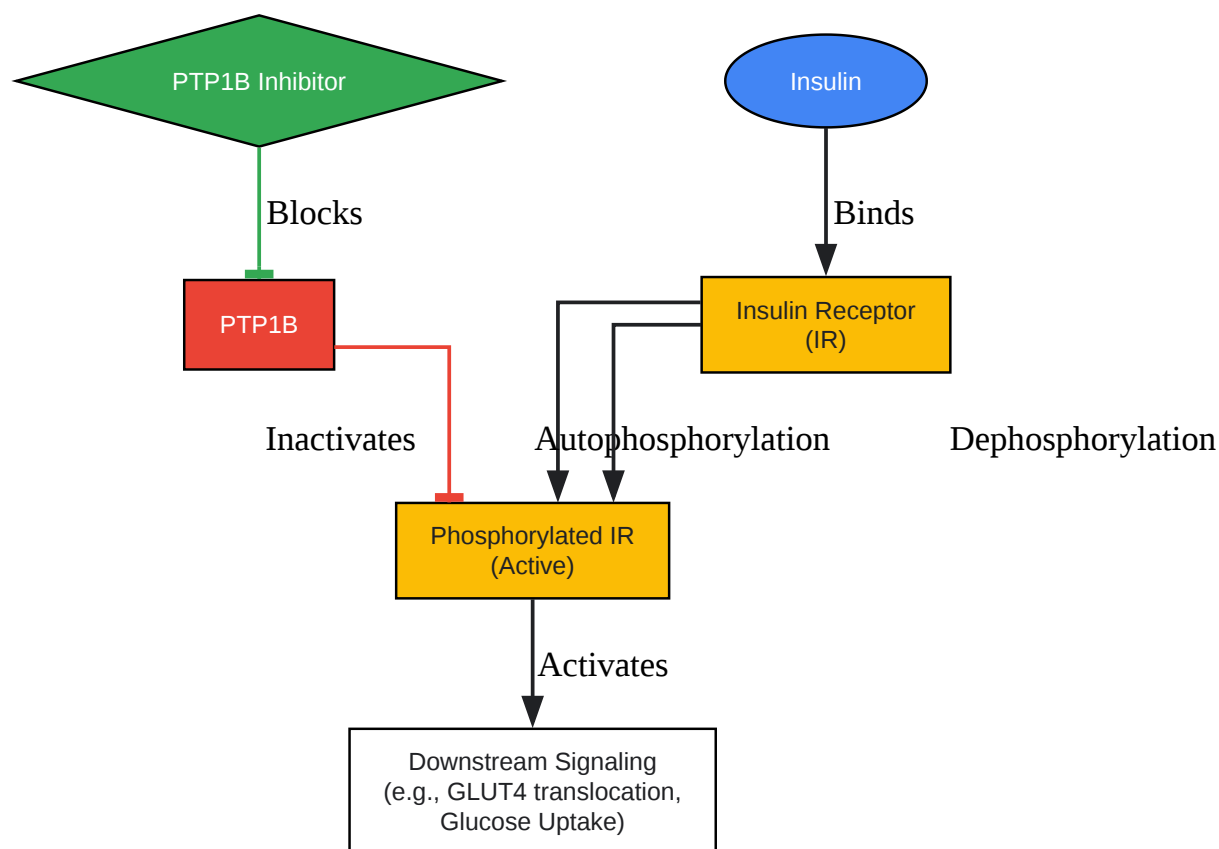 PTP1B Inhibitor
Insulin
Blocks
Binds
PTP1B
Insulin Receptor
(IR)
Inactivates
Autophosphorylation
Dephosphorylation
Phosphorylated IR
(Active)
Activates
Downstream Signaling
(e.g., GLUT4 translocation,
Glucose Uptake)